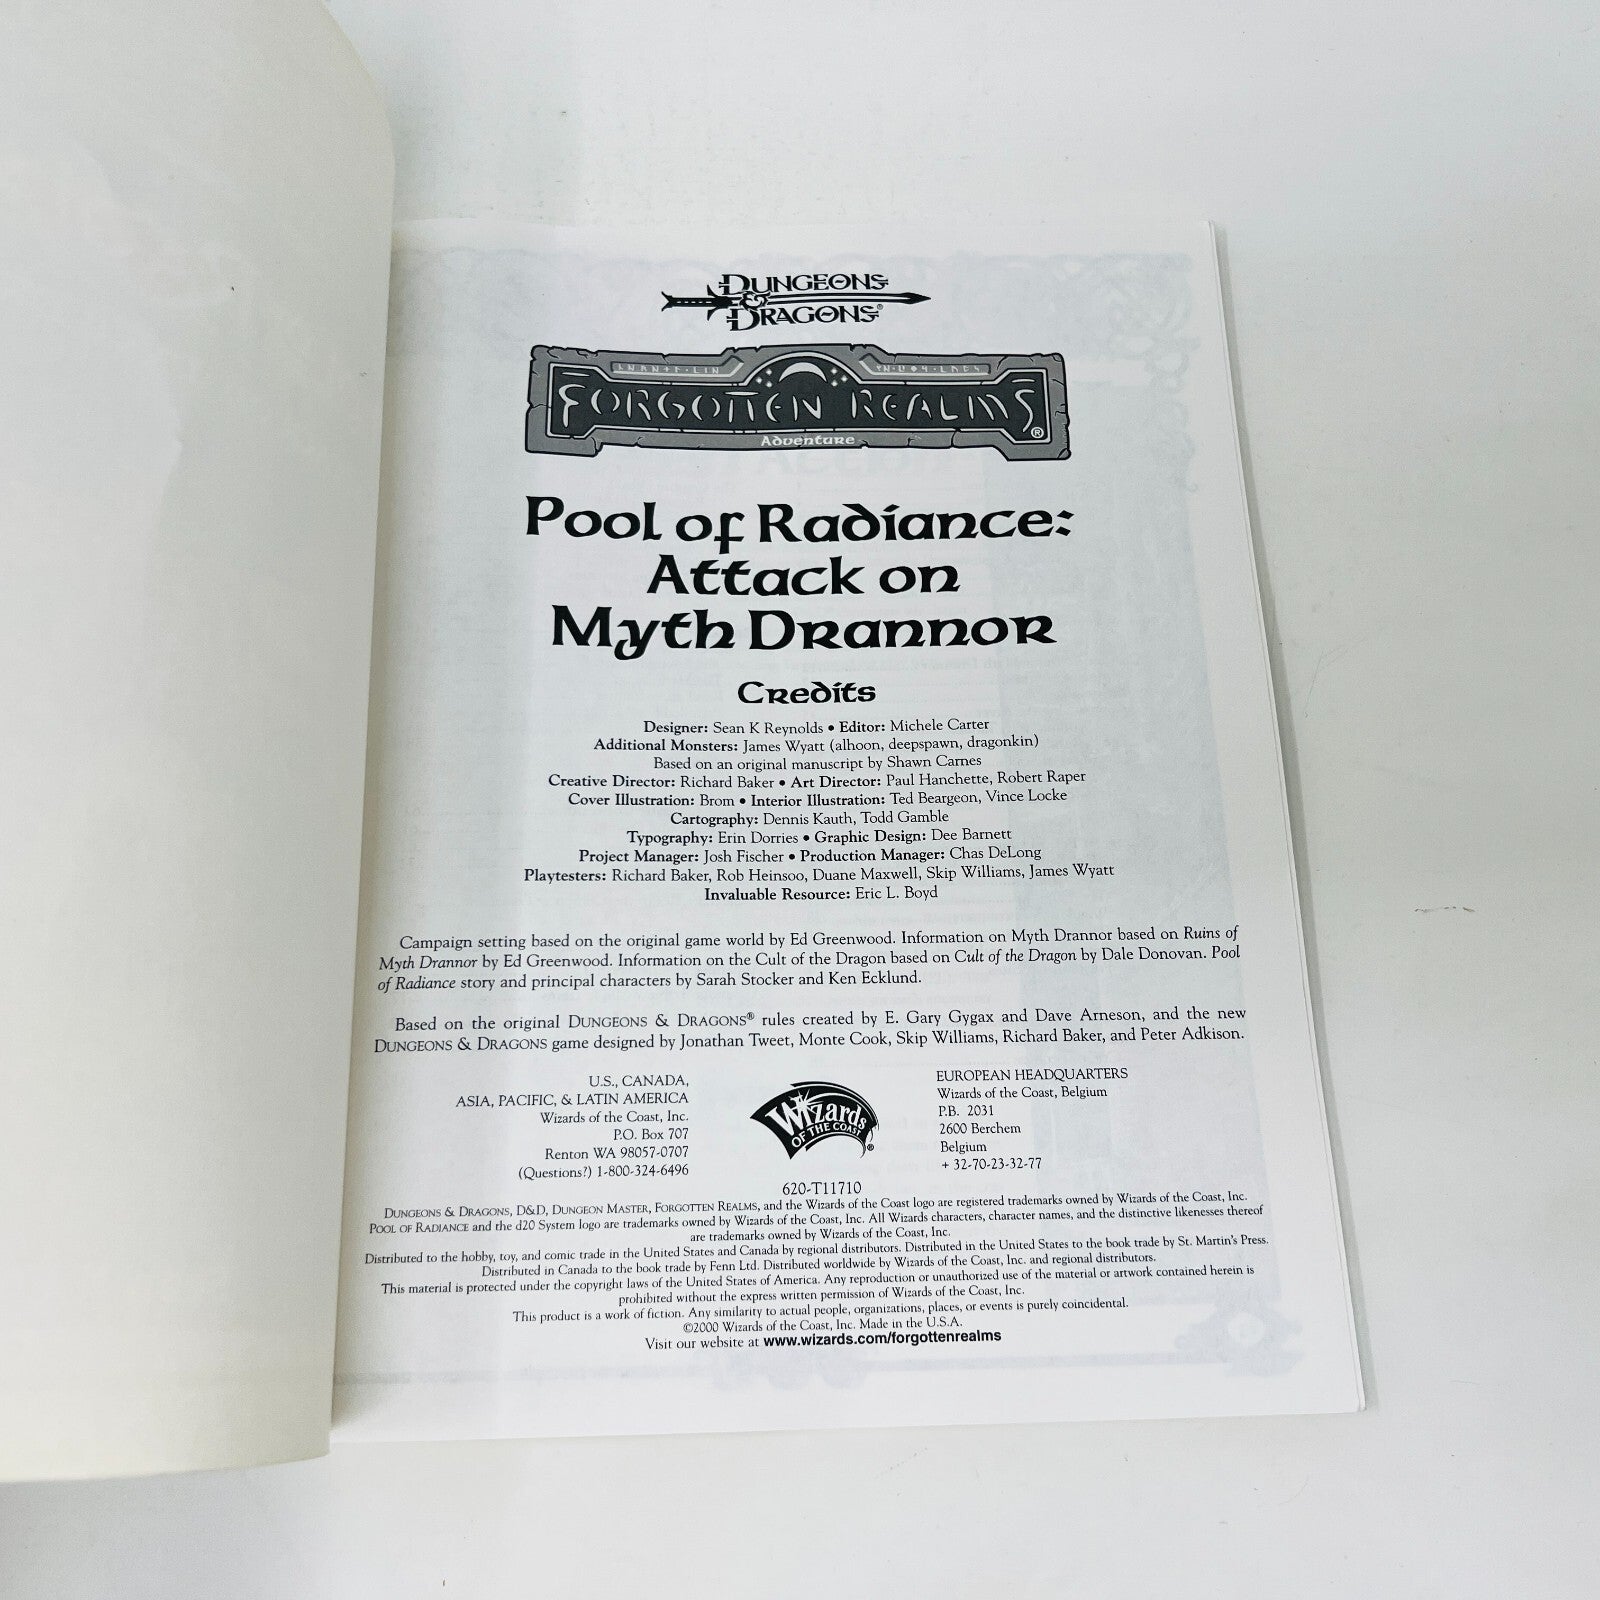 DUNGEONS
& DRAGONS®
FORGOTTEN REALMS®
Adventure
Pool of Radiance:
Attack on
Myth Drannor
Credits
Designer: Sean K Reynolds • Editor: Michele Carter
Additional Monsters: James Wyatt (alhoon, deepspawn, dragonkin)
Based on an original manuscript by Shawn Carnes
Creative Director: Richard Baker • Art Director: Paul Hanchette, Robert Raper
Cover Illustration: Brom • Interior Illustration: Ted Beargeon, Vince Locke
Cartography: Dennis Kauth, Todd Gamble
Typography: Erin Dorries • Graphic Design: Dee Barnett
Project Manager: Josh Fischer • Production Manager: Chas DeLong
Playtesters: Richard Baker, Rob Heinsoo, Duane Maxwell, Skip Williams, James Wyatt
Invaluable Resource: Eric L. Boyd
Campaign setting based on the original game world by Ed Greenwood. Information on Myth Drannor based on Ruins of
Myth Drannor by Ed Greenwood. Information on the Cult of the Dragon based on Cult of the Dragon by Dale Donovan. Pool
of Radiance story and principal characters by Sarah Stocker and Ken Ecklund.
Based on the original DUNGEONS & DRAGONS® rules created by E. Gary Gygax and Dave Arneson, and the new
DUNGEONS & DRAGONS game designed by Jonathan Tweet, Monte Cook, Skip Williams, Richard Baker, and Peter Adkison.
U.S., CANADA,
ASIA, PACIFIC, & LATIN AMERICA
Wizards of the Coast, Inc.
P.O. Box 707
Renton WA 98057-0707
(Questions?) 1-800-324-6496
Wizards
OF THE COAST®
EUROPEAN HEADQUARTERS
Wizards of the Coast, Belgium
P.B. 2031
2600 Berchem
Belgium
+ 32-70-23-32-77
620-T11710
DUNGEONS & DRAGONS, D&D, DUNGEON MASTER, FORGOTTEN REALMS, and the Wizards of the Coast logo are registered trademarks owned by Wizards of the Coast, Inc.
POOL OF RADIANCE and the d20 System logo are trademarks owned by Wizards of the Coast, Inc. All Wizards characters, character names, and the distinctive likenesses thereof
are trademarks owned by Wizards of the Coast, Inc.
Distributed to the hobby, toy, and comic trade in the United States and Canada by regional distributors. Distributed in the United States to the book trade by St. Martin's Press.
Distributed in Canada to the book trade by Fenn Ltd. Distributed worldwide by Wizards of the Coast, Inc. and regional distributors.
This material is protected under the copyright laws of the United States of America. Any reproduction or unauthorized use of the material or artwork contained herein is
prohibited without the express written permission of Wizards of the Coast, Inc.
This product is a work of fiction. Any similarity to actual people, organizations, places, or events is purely coincidental.
©2000 Wizards of the Coast, Inc. Made in the U.S.A.
Visit our website at www.wizards.com/forgottenrealms